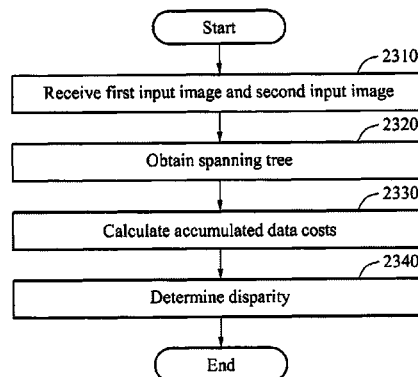 Start
2310
Receive first input image and second input image
2320
Obtain spanning tree
2330
Calculate accumulated data costs
2340
Determine disparity
End